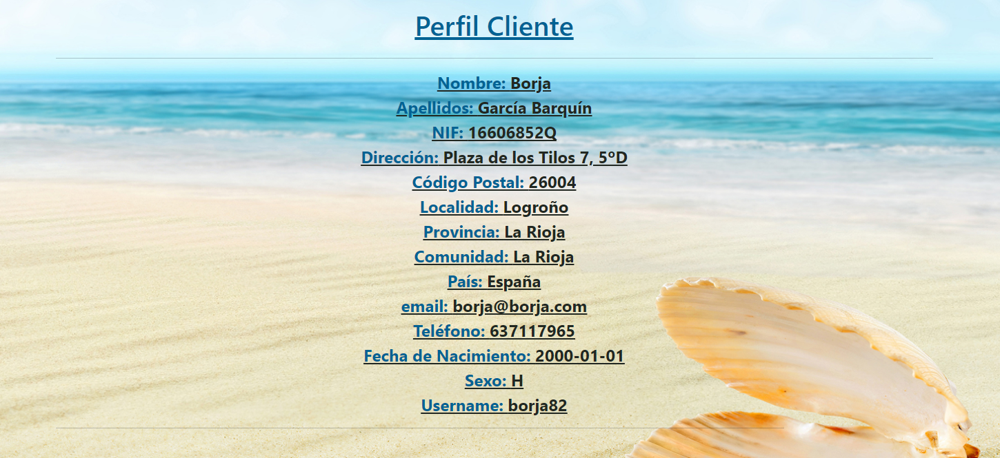 Perfil Cliente
Nombre: Borja
Apellidos: García Barquín
NIF: 16606852Q
Dirección: Plaza de los Tilos 7, 5ºD
Código Postal: 26004
Localidad: Logroño
Provincia: La Rioja
Comunidad: La Rioja
País: España
email: borja@borja.com
Teléfono: 637117965
Fecha de Nacimiento: 2000-01-01
Sexo: H
Username: borja82